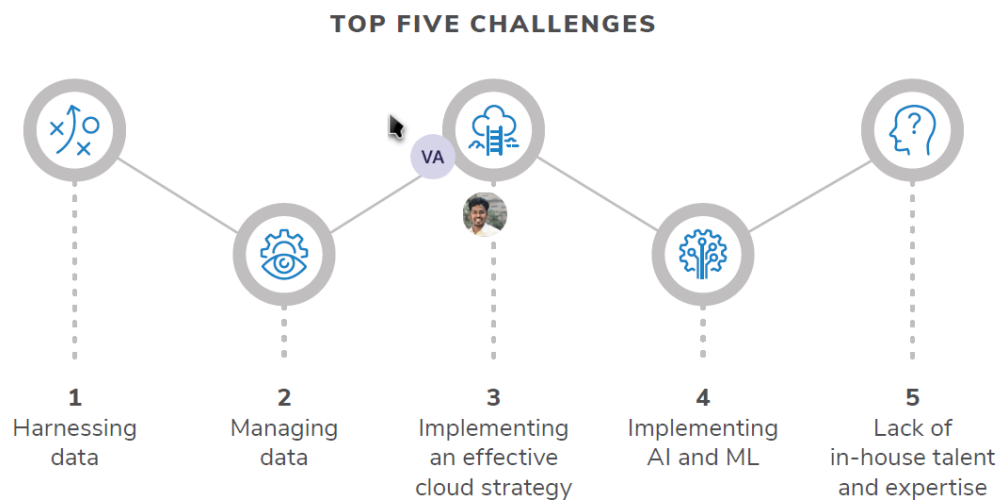 TOP FIVE CHALLENGES
VA
?
1
Harnessing
data
2
Managing
data
3
Implementing
an effective
cloud strategy
4
Implementing
AI and ML
5
Lack of
in-house talent
and expertise